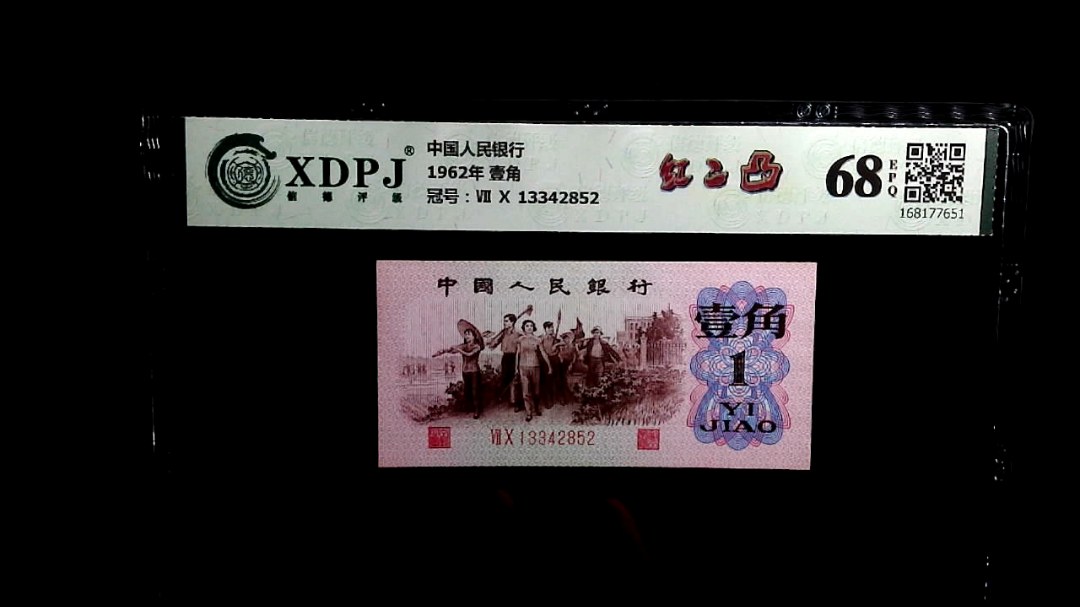 XDPJ®
信德评级
中国人民银行
1962年 壹角
冠号：Ⅶ X 13342852
红二凸
68
EPQ
168177651
中國人民銀行
壹角
1
YI
JIAO
Ⅶ X 13342852